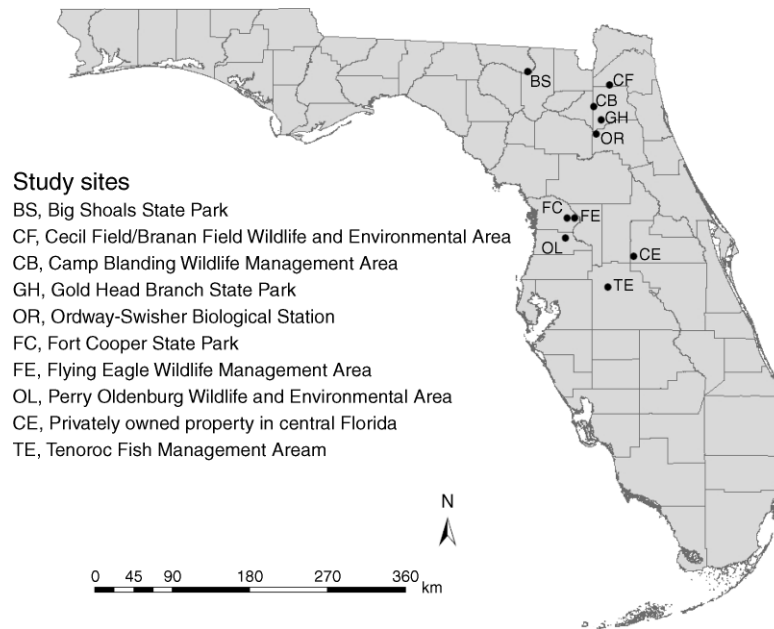 BS
CF
CB
GH
OR
FC
FE
OL
CE
TE
Study sites
BS, Big Shoals State Park
CF, Cecil Field/Branan Field Wildlife and Environmental Area
CB, Camp Blanding Wildlife Management Area
GH, Gold Head Branch State Park
OR, Ordway-Swisher Biological Station
FC, Fort Cooper State Park
FE, Flying Eagle Wildlife Management Area
OL, Perry Oldenburg Wildlife and Environmental Area
CE, Privately owned property in central Florida
TE, Tenoroc Fish Management Aream
N
0 45 90 180 270 360
km